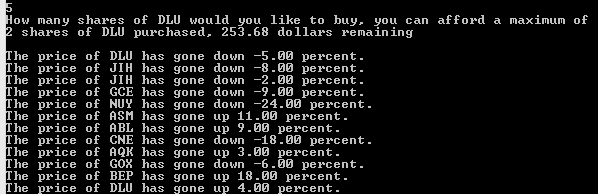 5
How many shares of DLU would you like to buy, you can afford a maximum of
2 shares of DLU purchased, 253.68 dollars remaining
The price of DLU has gone down -5.00 percent.
The price of JIH has gone down -8.00 percent.
The price of JIH has gone down -2.00 percent.
The price of GCE has gone down -9.00 percent.
The price of NUY has gone down -24.00 percent.
The price of ASM has gone up 11.00 percent.
The price of ABL has gone up 9.00 percent.
The price of CNE has gone down -18.00 percent.
The price of AQK has gone up 3.00 percent.
The price of GOX has gone down -6.00 percent.
The price of BEP has gone up 18.00 percent.
The price of DLU has gone up 4.00 percent.